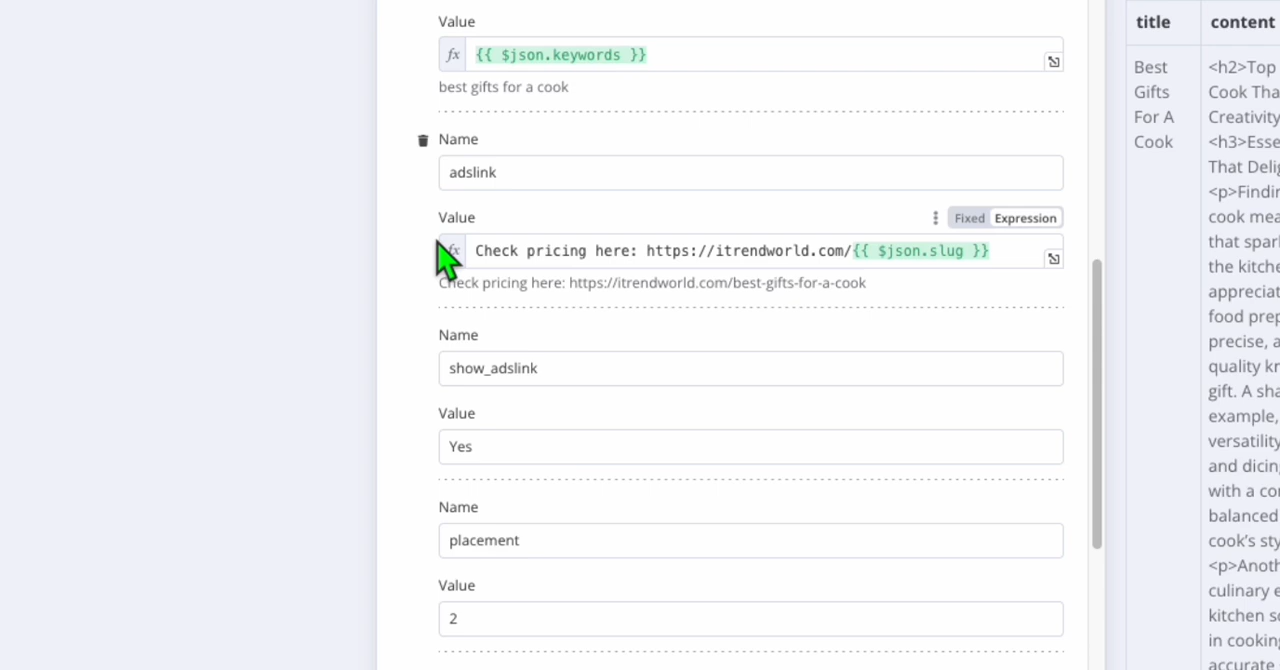 Value
fx {{ $json.keywords }}
best gifts for a cook
Name
adslink
Value
Fixed Expression
fx Check pricing here: https://itrendworld.com/{{ $json.slug }}
Check pricing here: https://itrendworld.com/best-gifts-for-a-cook
Name
show_adslink
Value
Yes
Name
placement
Value
2
title content
Best
Gifts
For A
Cook
<h2>Top
Cook Tha
Creativity
<h3>Esse
That Delig
<p>Findin
cook mea
that spar
the kitche
appreciat
food prep
precise, a
quality kn
gift. A sha
example,
versatility
and dicing
with a co
balanced
cook's sty
<p>Anoth
culinary e
kitchen sc
in cooking
accurate